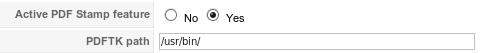 Active PDF Stamp feature No Yes
PDFTK path /usr/bin/